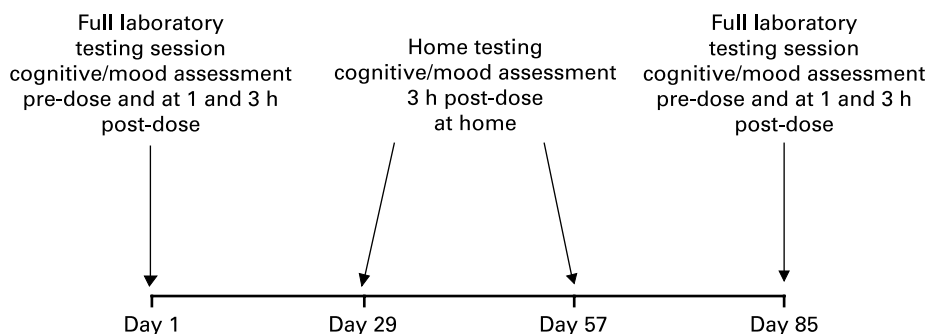 Full laboratory
testing session
cognitive/mood assessment
pre-dose and at 1 and 3 h
post-dose
Home testing
cognitive/mood assessment
3 h post-dose
at home
Full laboratory
testing session
cognitive/mood assessment
pre-dose and at 1 and 3 h
post-dose
Day 1
Day 29
Day 57
Day 85